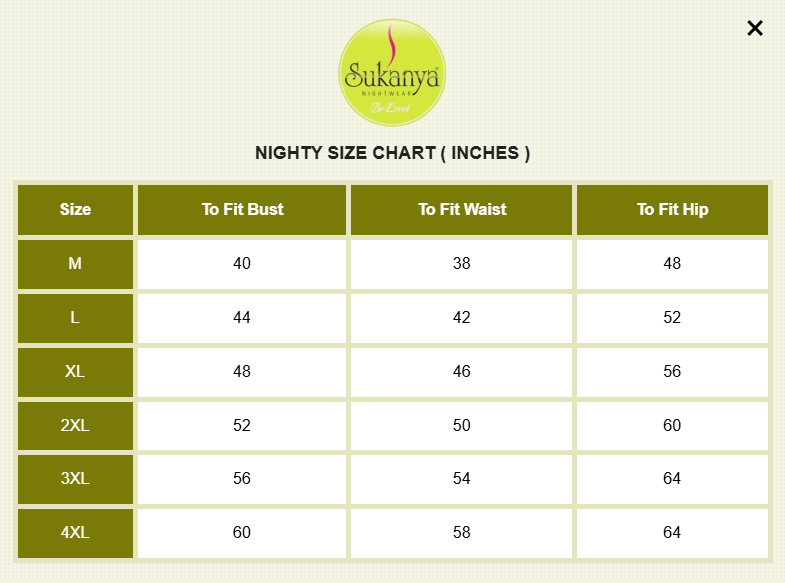 Sukanya
NIGHTWEAR
Be Loved
NIGHTY SIZE CHART ( INCHES )
Size To Fit Bust To Fit Waist To Fit Hip
M 40 38 48
L 44 42 52
XL 48 46 56
2XL 52 50 60
3XL 56 54 64
4XL 60 58 64